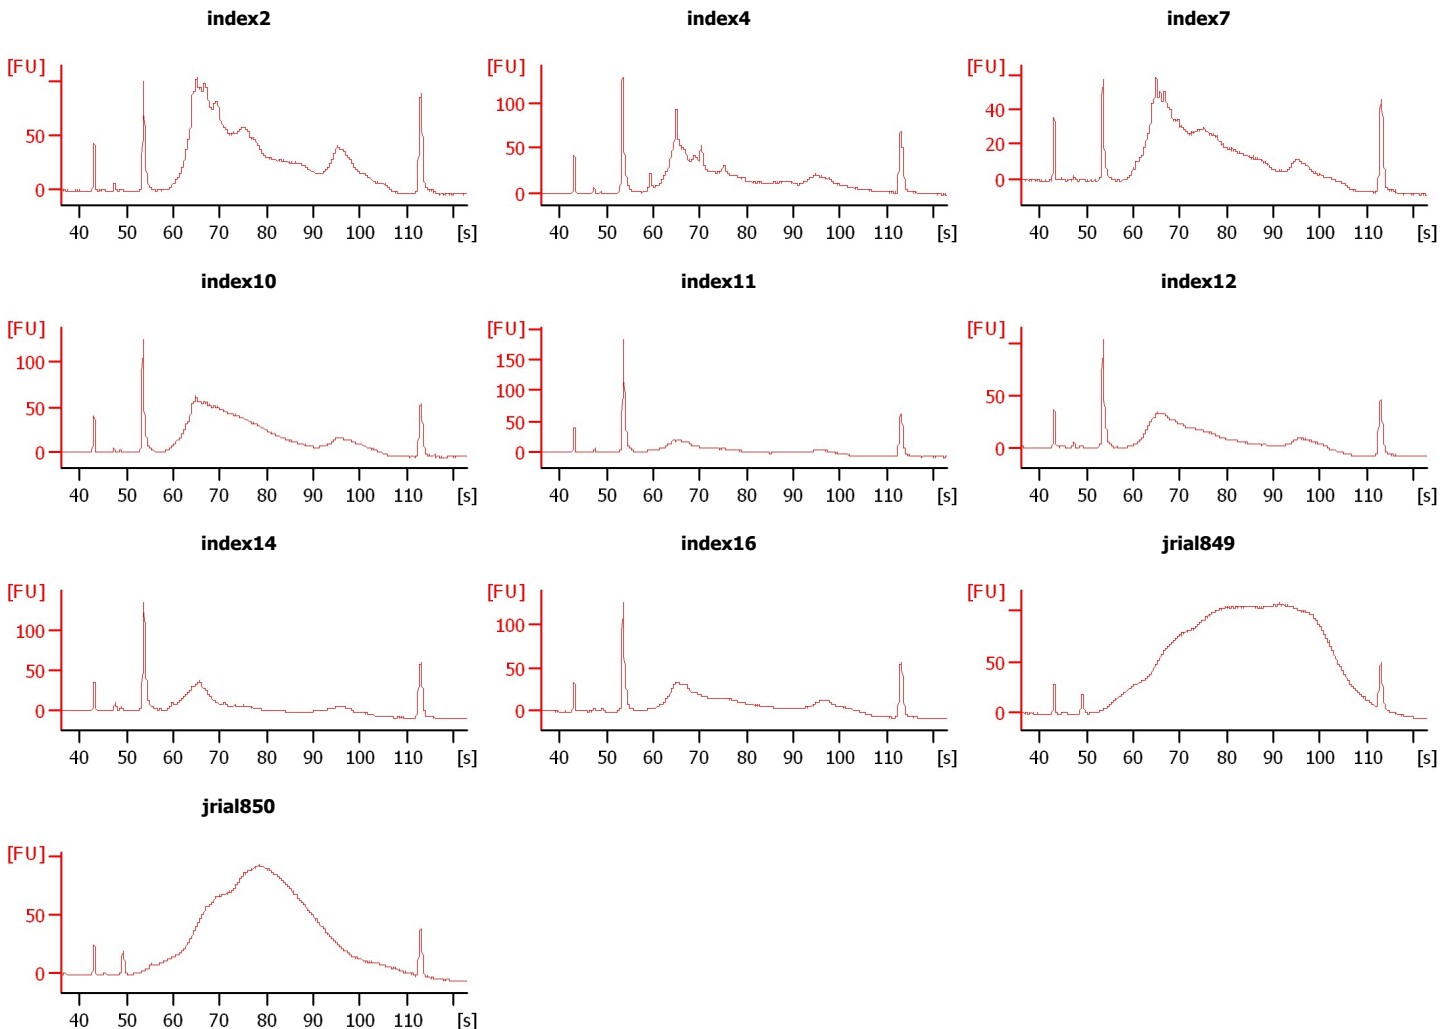 index2 index4 index7
[FU] [FU] [FU]
100 40
50 50 20
0 0 0
40 50 60 70 80 90 100 110 [s] 40 50 60 70 80 90 100 110 [s] 40 50 60 70 80 90 100 110 [s]
index10 index11 index12
[FU] [FU] [FU]
100 150
100 50
50 50
0 0 0
40 50 60 70 80 90 100 110 [s] 40 50 60 70 80 90 100 110 [s] 40 50 60 70 80 90 100 110 [s]
index14 index16 jrial849
[FU] [FU] [FU]
100 100
50 50 50
0 0 0
40 50 60 70 80 90 100 110 [s] 40 50 60 70 80 90 100 110 [s] 40 50 60 70 80 90 100 110 [s]
jrial850
[FU]
50
0
40 50 60 70 80 90 100 110 [s]